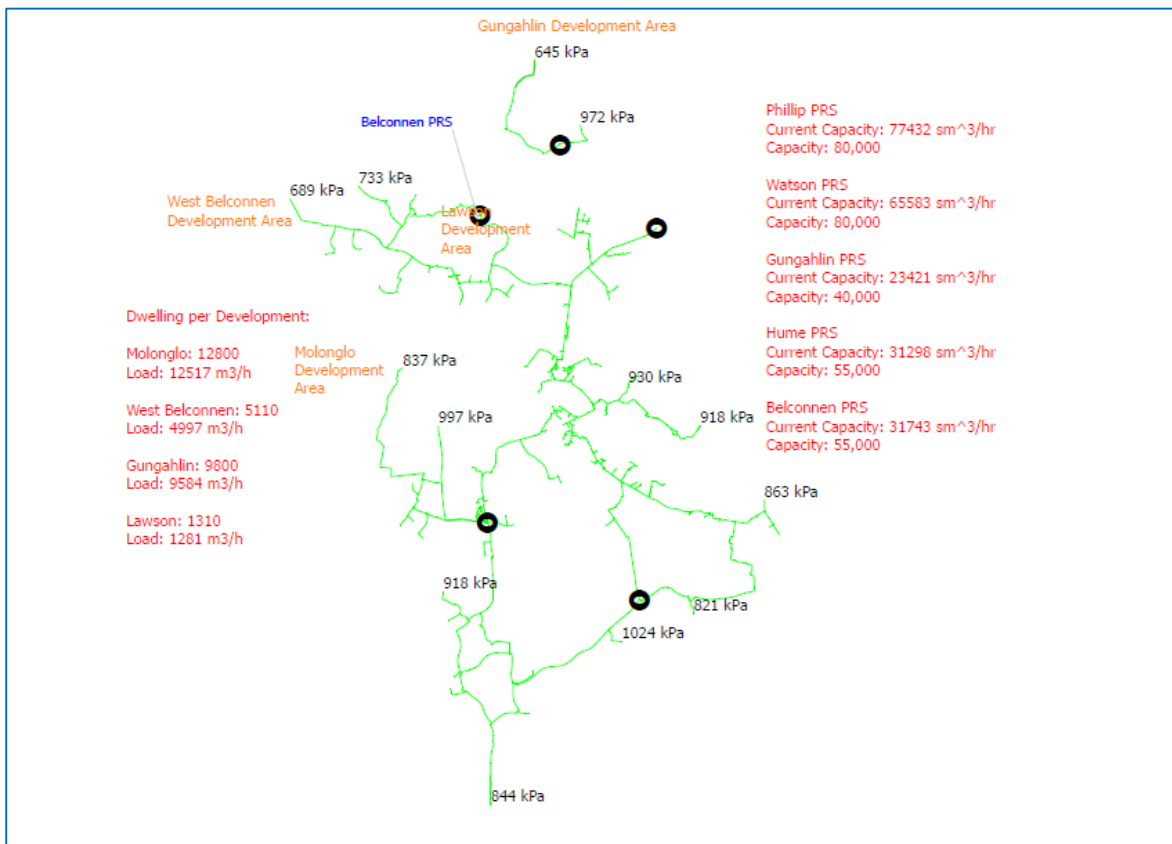 Gungahlin Development Area
645 kPa
972 kPa
Belconnen PRS
733 kPa
689 kPa
West Belconnen
Development Area
Lawson
Development
Area
Phillip PRS
Current Capacity: 77432 sm^3/hr
Capacity: 80,000
Watson PRS
Current Capacity: 65583 sm^3/hr
Capacity: 80,000
Gungahlin PRS
Current Capacity: 23421 sm^3/hr
Capacity: 40,000
Hume PRS
Current Capacity: 31298 sm^3/hr
Capacity: 55,000
Belconnen PRS
Current Capacity: 31743 sm^3/hr
Capacity: 55,000
Dwelling per Development:
Molonglo: 12800
Load: 12517 m3/h
West Belconnen: 5110
Load: 4997 m3/h
Gungahlin: 9800
Load: 9584 m3/h
Lawson: 1310
Load: 1281 m3/h
Molonglo
Development
Area
837 kPa
930 kPa
997 kPa
918 kPa
863 kPa
918 kPa
821 kPa
1024 kPa
844 kPa